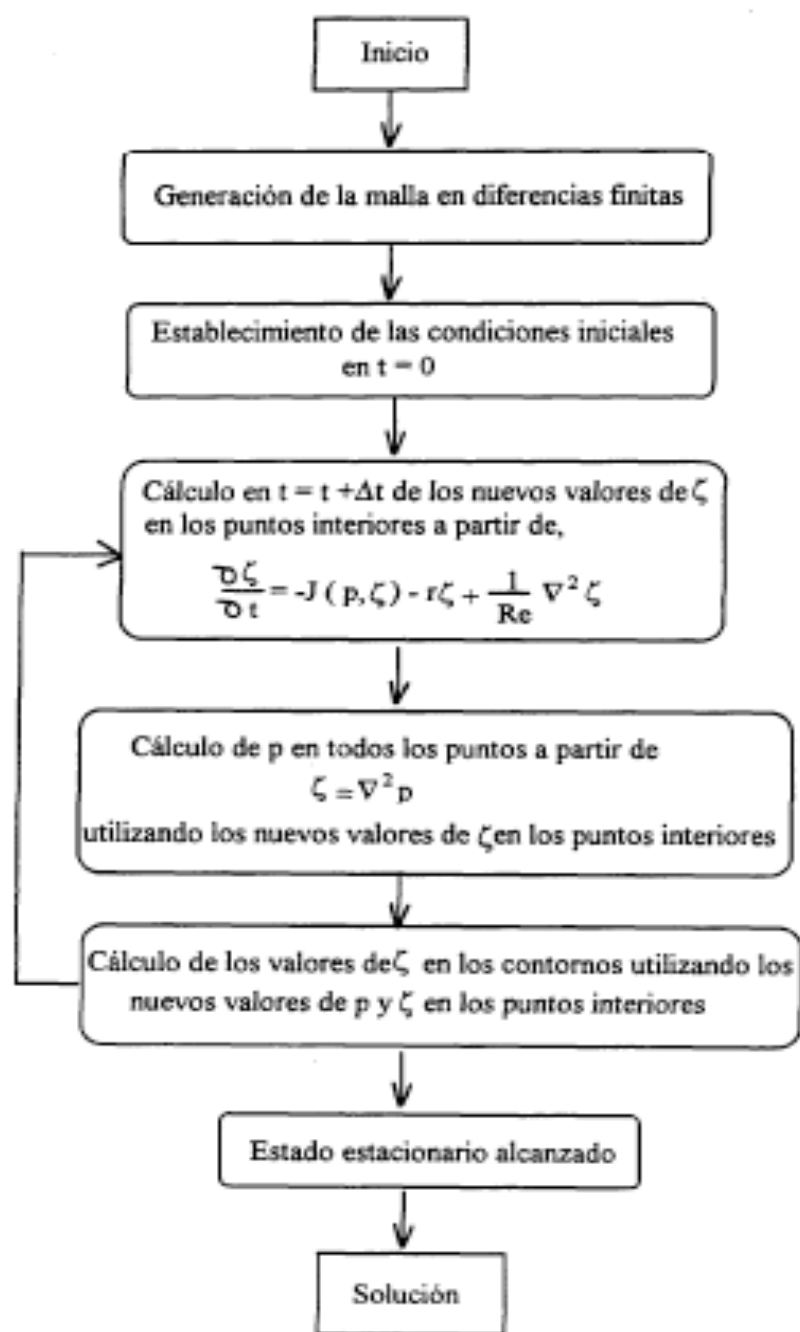 Inicio
Generación de la malla en diferencias finitas
Establecimiento de las condiciones iniciales
en t = 0
Cálculo en t = t +Δt de los nuevos valores de ζ
en los puntos interiores a partir de,
∂ζ/∂t = -J ( p,ζ) - rζ + 1/Re ∇² ζ
Cálculo de p en todos los puntos a partir de
ζ = ∇² p
utilizando los nuevos valores de ζ en los puntos interiores
Cálculo de los valores de ζ en los contornos utilizando los
nuevos valores de p y ζ en los puntos interiores
Estado estacionario alcanzado
Solución